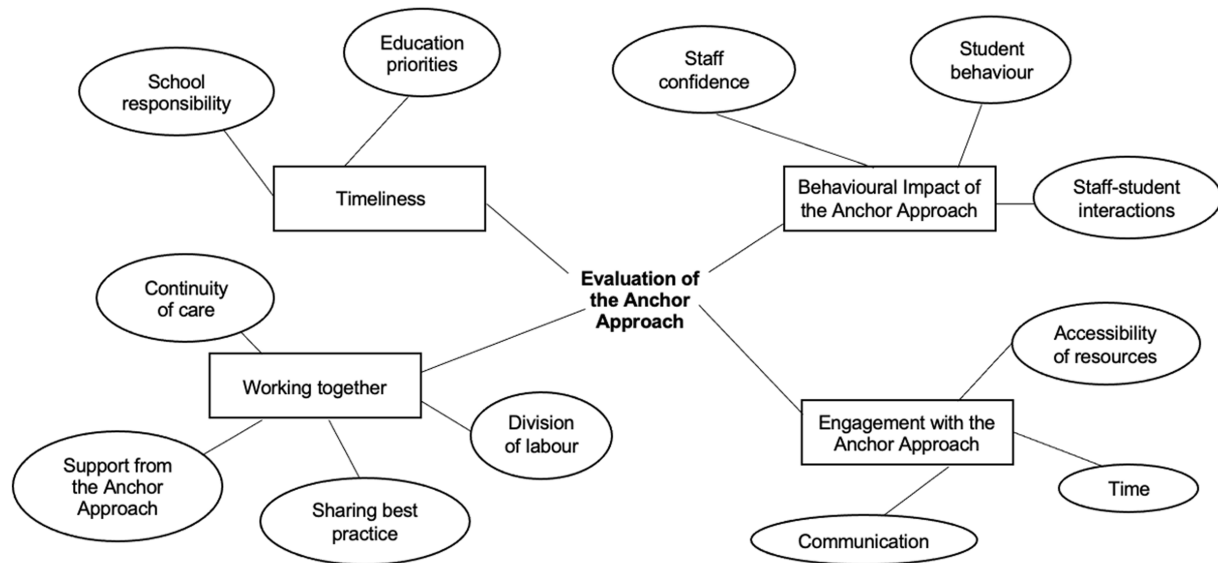 Education
priorities
School
responsibility
Timeliness
Staff
confidence
Student
behaviour
Behavioural Impact of
the Anchor Approach
Staff-student
interactions
Evaluation of
the Anchor
Approach
Continuity
of care
Working together
Division
of labour
Support from
the Anchor
Approach
Sharing best
practice
Accessibility
of resources
Engagement with the
Anchor Approach
Time
Communication